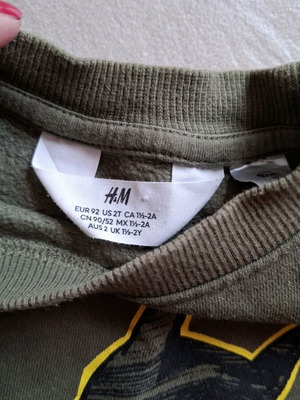 H&M
EUR 92 US 2T CA 1½-2A
CN 90/52 MX 1½-2A
AUS 2 UK 1½-2Y